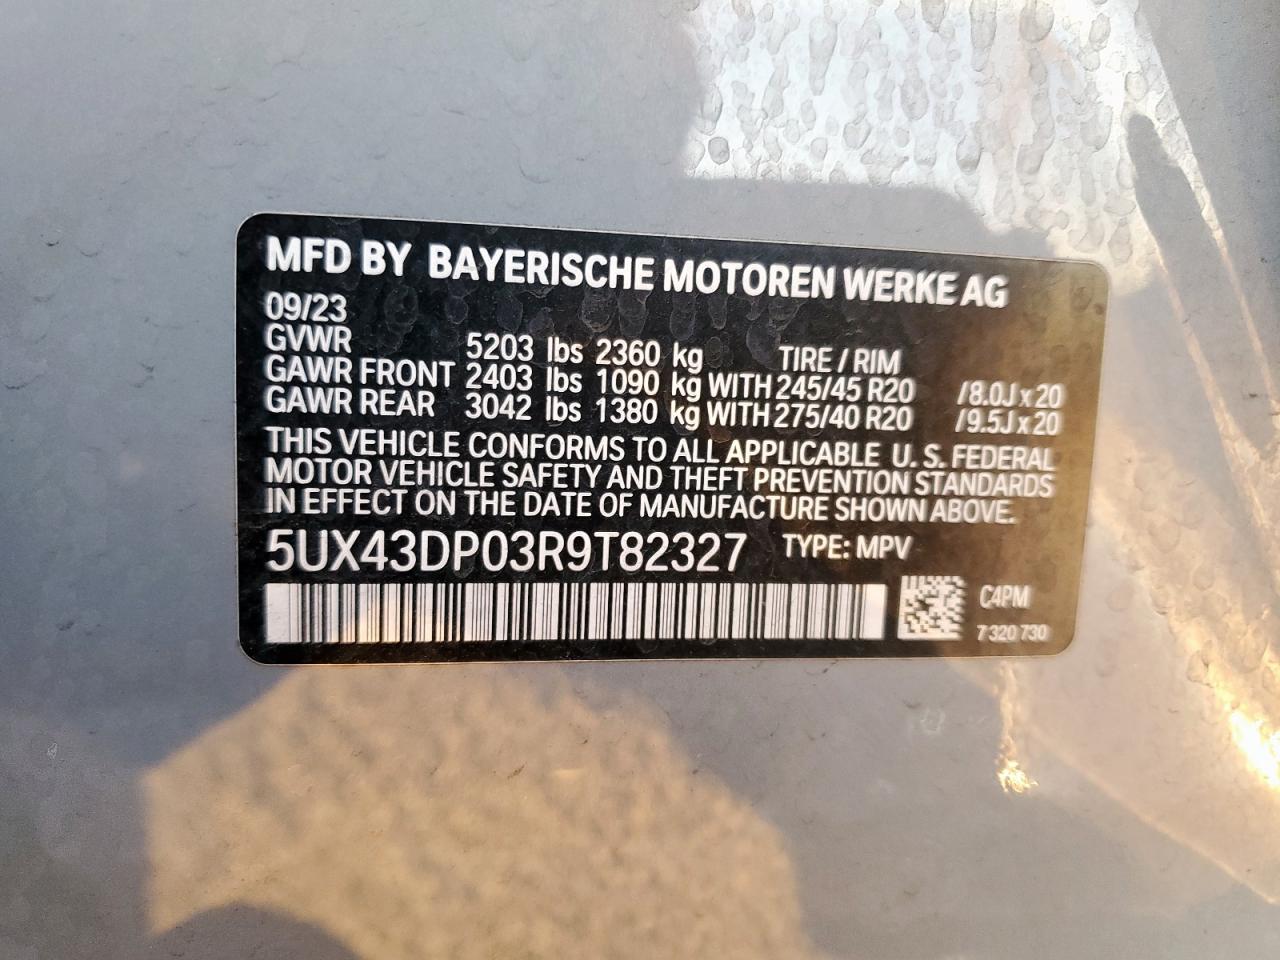 MFD BY BAYERISCHE MOTOREN WERKE AG
09/23
GVWR 5203 lbs 2360 kg TIRE / RIM
GAWR FRONT 2403 lbs 1090 kg WITH 245/45 R20 /8.0J x 20
GAWR REAR 3042 lbs 1380 kg WITH 275/40 R20 /9.5J x 20
THIS VEHICLE CONFORMS TO ALL APPLICABLE U. S. FEDERAL
MOTOR VEHICLE SAFETY AND THEFT PREVENTION STANDARDS
IN EFFECT ON THE DATE OF MANUFACTURE SHOWN ABOVE.
5UX43DP03R9T82327 TYPE: MPV
C4PM
7 320 730